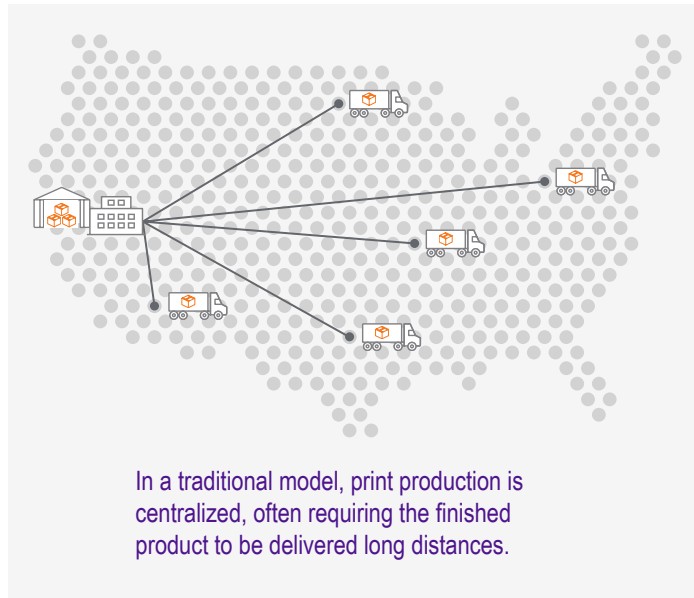 In a traditional model, print production is
centralized, often requiring the finished
product to be delivered long distances.